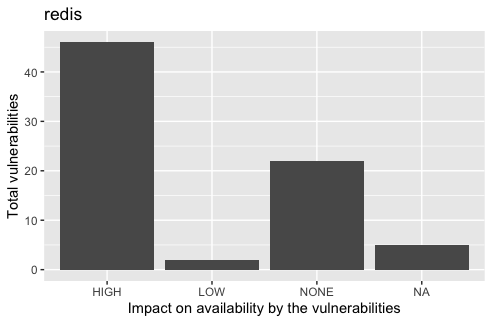 redis
Total vulnerabilities
40
30
20
10
0
HIGH LOW NONE NA
Impact on availability by the vulnerabilities